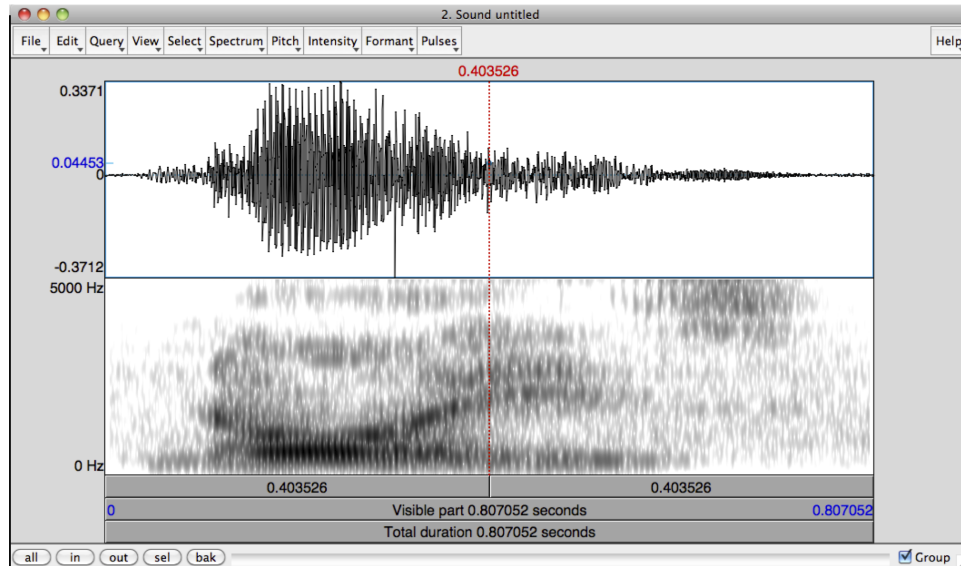 2. Sound untitled
File Edit Query View Select Spectrum Pitch Intensity Formant Pulses Help
0.403526
0.3371
0.04453
0
-0.3712
5000 Hz
0 Hz
0.403526 0.403526
0 Visible part 0.807052 seconds 0.807052
Total duration 0.807052 seconds
all in out sel bak Group